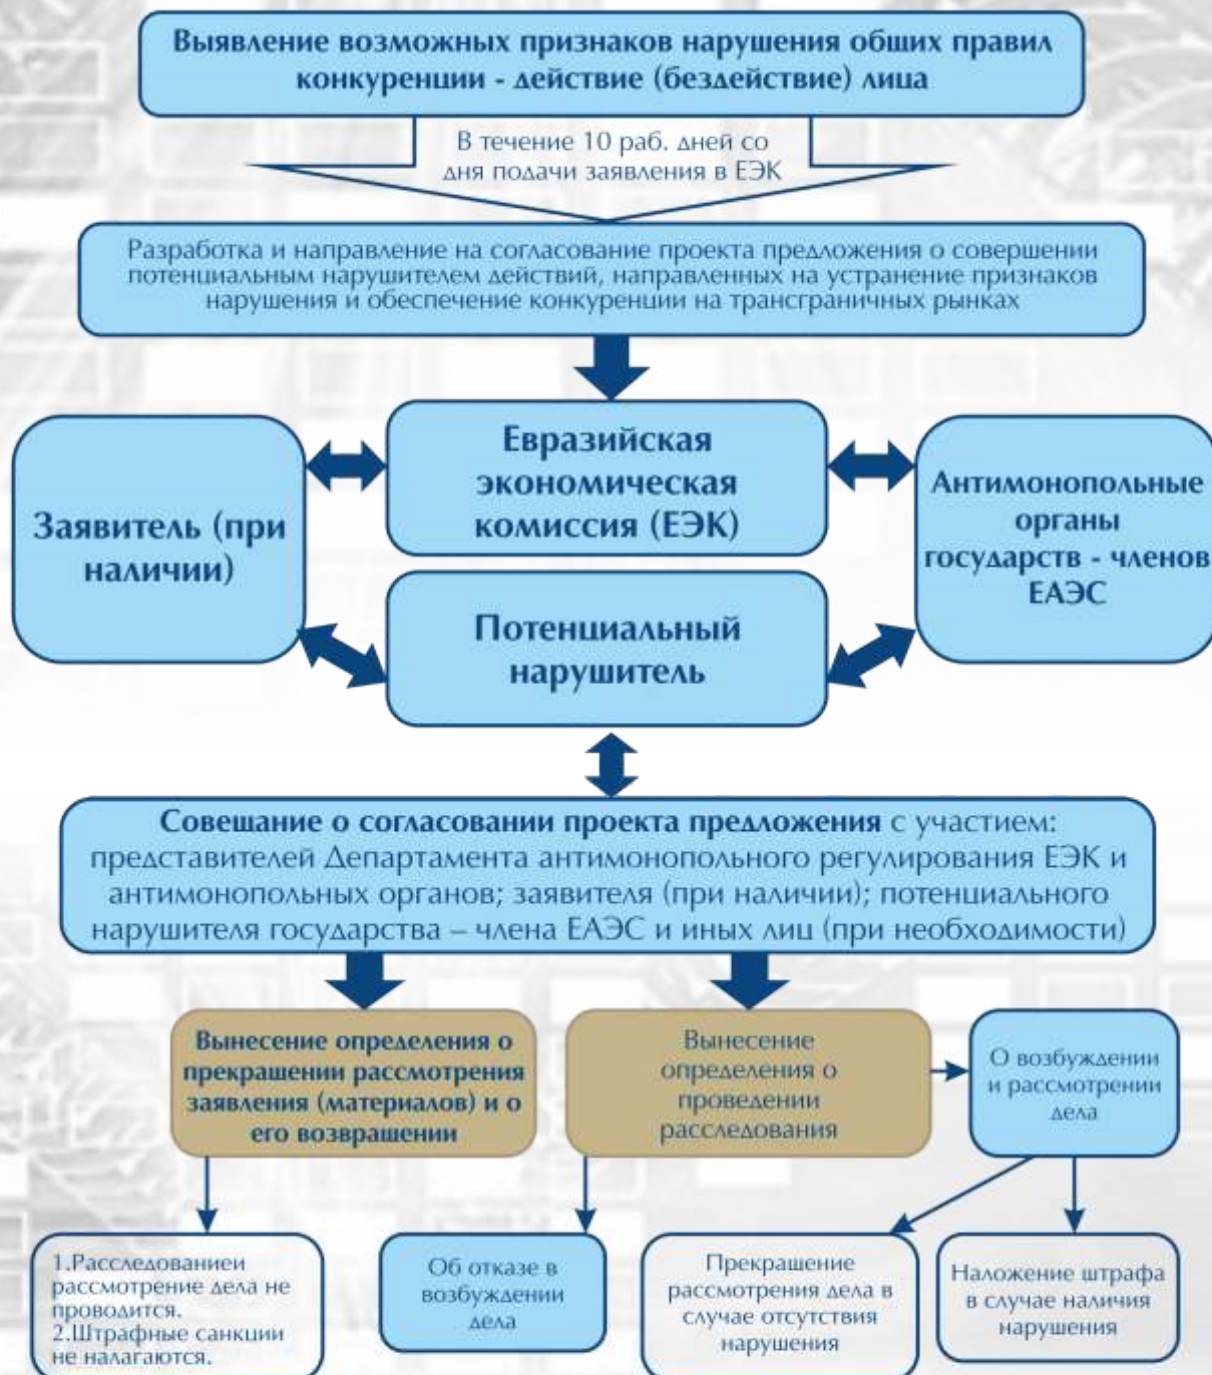 Выявление возможных признаков нарушения общих правил
конкуренции - действие (бездействие) лица
В течение 10 раб. дней со
дня подачи заявления в ЕЭК
Разработка и направление на согласование проекта предложения о совершении
потенциальным нарушителем действий, направленных на устранение признаков
нарушения и обеспечение конкуренции на трансграничных рынках
Евразийская
экономическая
комиссия (ЕЭК)
Заявитель (при
наличии)
Антимонопольные
органы
государств - членов
ЕАЭС
Потенциальный
нарушитель
Совещание о согласовании проекта предложения с участием:
представителей Департамента антимонопольного регулирования ЕЭК и
антимонопольных органов; заявителя (при наличии); потенциального
нарушителя государства – члена ЕАЭС и иных лиц (при необходимости)
Вынесение определения о
прекращении рассмотрения
заявления (материалов) и о
его возвращении
Вынесение
определения о
проведении
расследования
О возбуждении
и рассмотрении
дела
1.Расследованиеи
рассмотрение дела не
проводится.
2.Штрафные санкции
не налагаются.
Об отказе в
возбуждении
дела
Прекращение
рассмотрения дела в
случае отсутствия
нарушения
Наложение штрафа
в случае наличия
нарушения